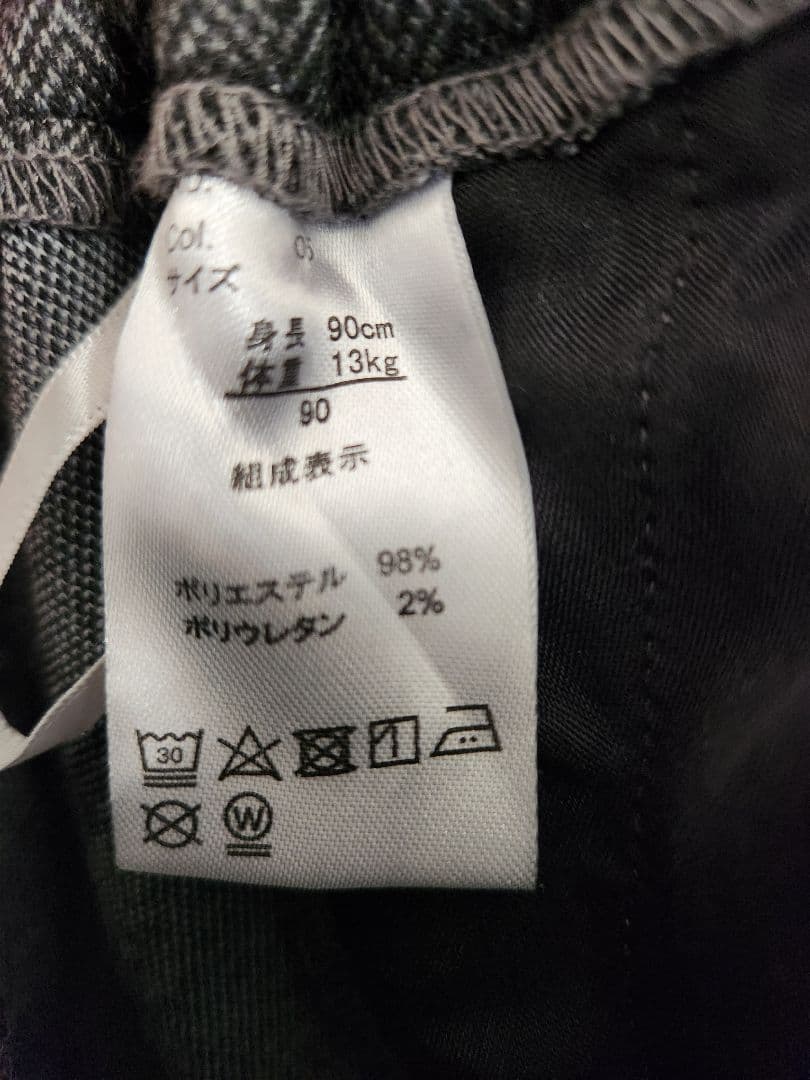 Col. 05
サイズ
身長 90cm
体重 13kg
90
組成表示
ポリエステル 98%
ポリウレタン 2%
30
W